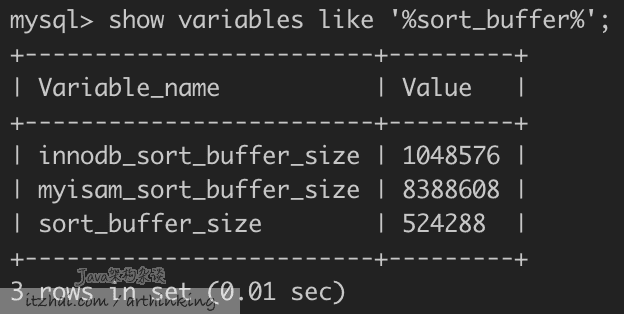 mysql> show variables like '%sort_buffer%';
+-------------------------+---------+
| Variable_name           | Value   |
+-------------------------+---------+
| innodb_sort_buffer_size | 1048576 |
| myisam_sort_buffer_size | 8388608 |
| sort_buffer_size        | 524288  |
+-------------------------+---------+
Java架构杂谈
3 rows in set (0.01 sec)
itzhai.com / arthinking